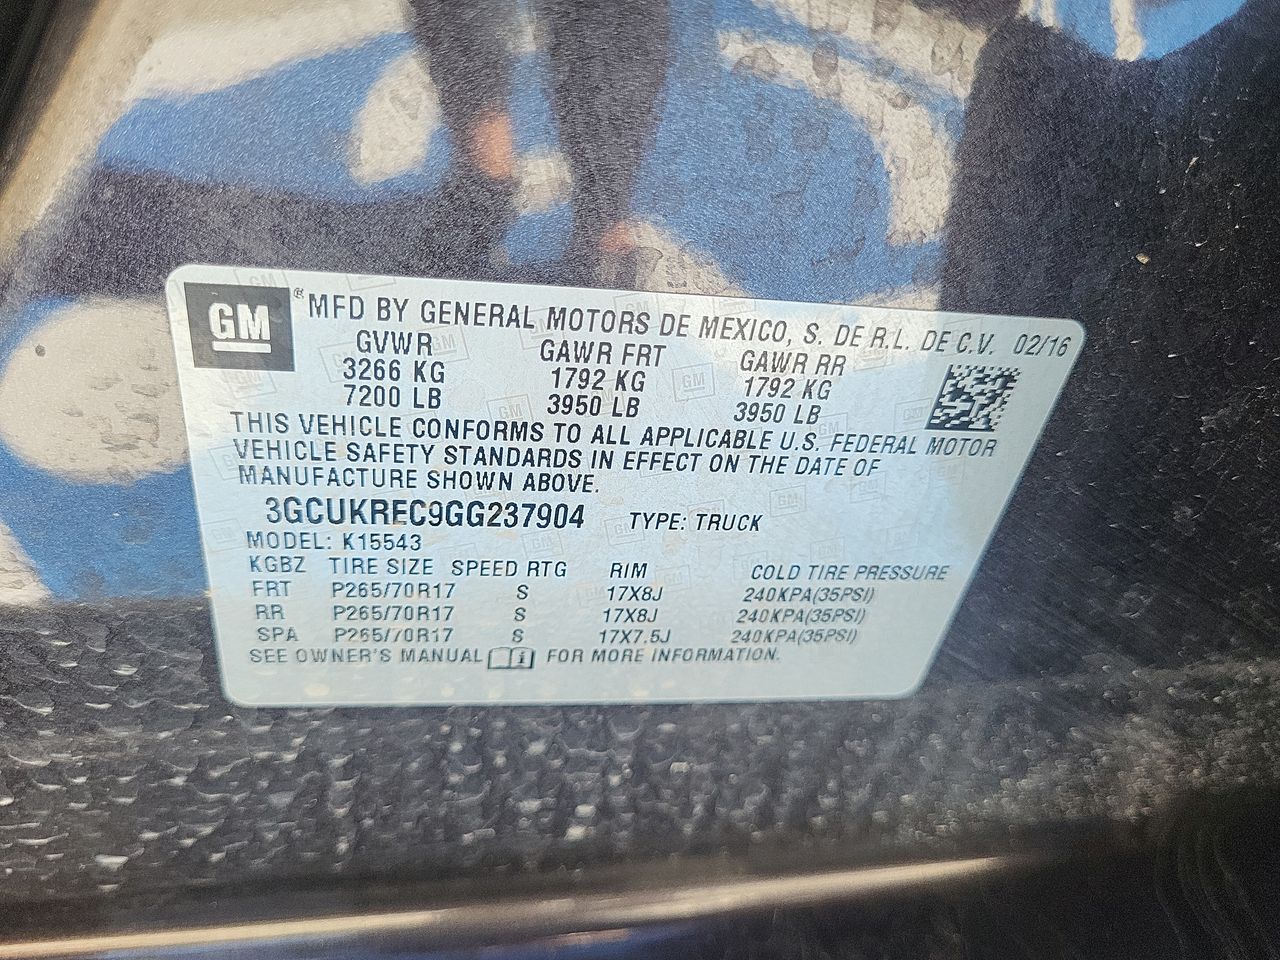 GM ® MFD BY GENERAL MOTORS DE MEXICO, S. DE R.L. DE C.V. 02/16
GVWR GAWR FRT GAWR RR
3266 KG 1792 KG 1792 KG
7200 LB 3950 LB 3950 LB
THIS VEHICLE CONFORMS TO ALL APPLICABLE U.S. FEDERAL MOTOR
VEHICLE SAFETY STANDARDS IN EFFECT ON THE DATE OF
MANUFACTURE SHOWN ABOVE.
3GCUKREC9GG237904 TYPE: TRUCK
MODEL: K15543
KGBZ TIRE SIZE SPEED RTG RIM COLD TIRE PRESSURE
FRT P265/70R17 S 17X8J 240KPA(35PSI)
RR P265/70R17 S 17X8J 240KPA(35PSI)
SPA P265/70R17 S 17X7.5J 240KPA(35PSI)
SEE OWNER'S MANUAL FOR MORE INFORMATION.